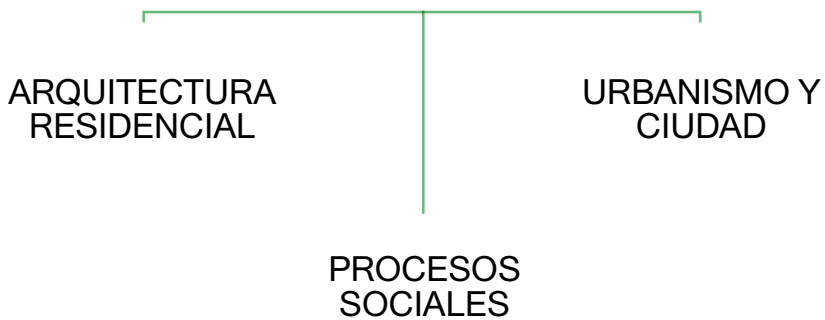 ARQUITECTURA
RESIDENCIAL
URBANISMO Y
CIUDAD
PROCESOS
SOCIALES